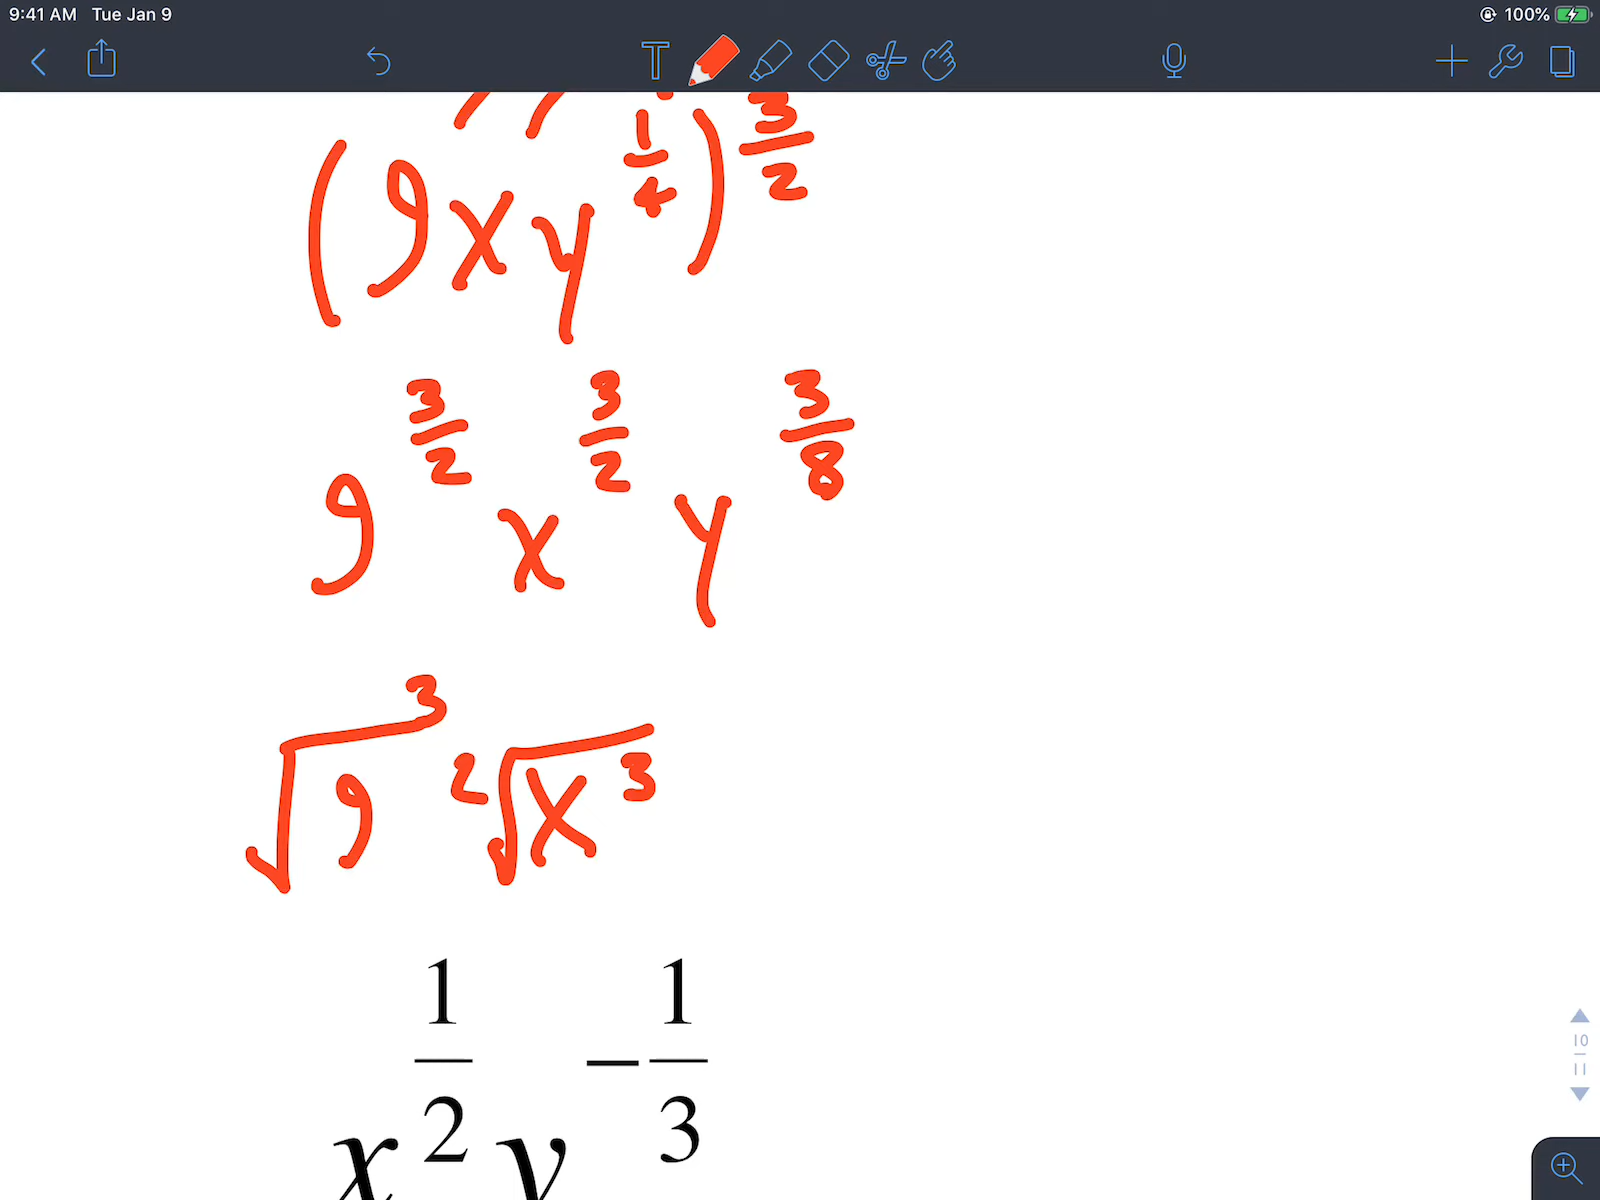 9:41 AM Tue Jan 9 100%
T
(9xy^{1/4})^{3/2}
9^{3/2} x^{3/2} y^{3/8}
√9^3 ^2√x^3
x^{1/2} y^{-1/3}
10
11